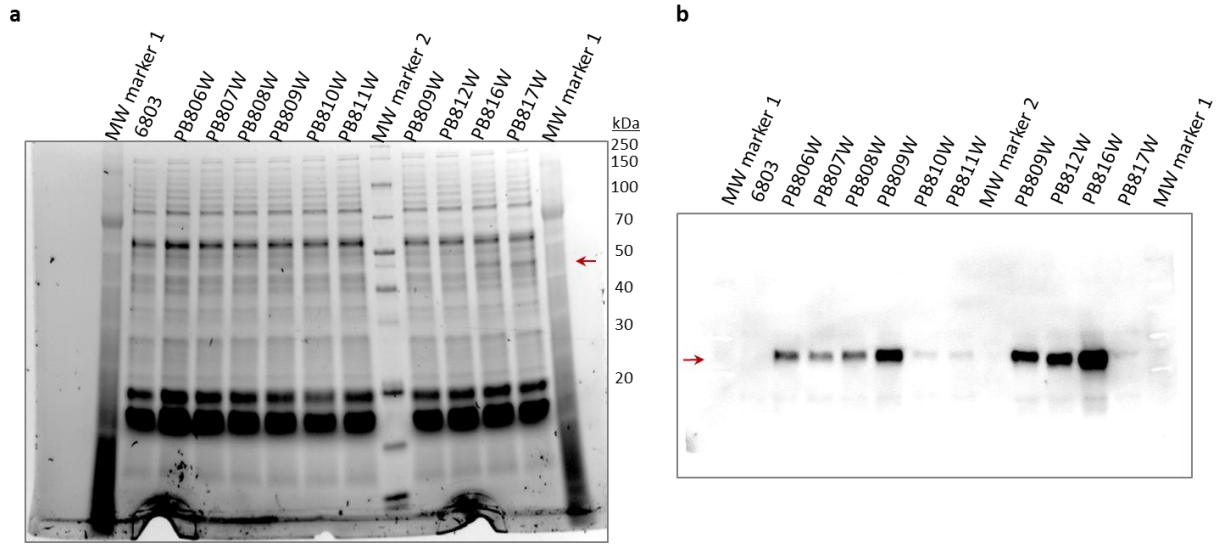 a
MW marker 1
6803
PB806W
PB807W
PB808W
PB809W
PB810W
PB811W
MW marker 2
PB809W
PB812W
PB816W
PB817W
MW marker 1
kDa
250
150
100
70
50
40
30
20
b
MW marker 1
6803
PB806W
PB807W
PB808W
PB809W
PB810W
PB811W
MW marker 2
PB809W
PB812W
PB816W
PB817W
MW marker 1